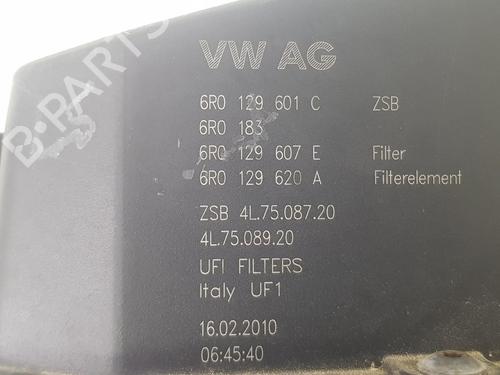 VW AG
6R0 129 601 C ZSB
6R0 183
6R0 129 607 E Filter
6R0 129 620 A Filterelement
ZSB 4L.75.087.20
4L.75.089.20
UFI FILTERS
Italy UF1
16.02.2010
06:45:40
B-PARTS